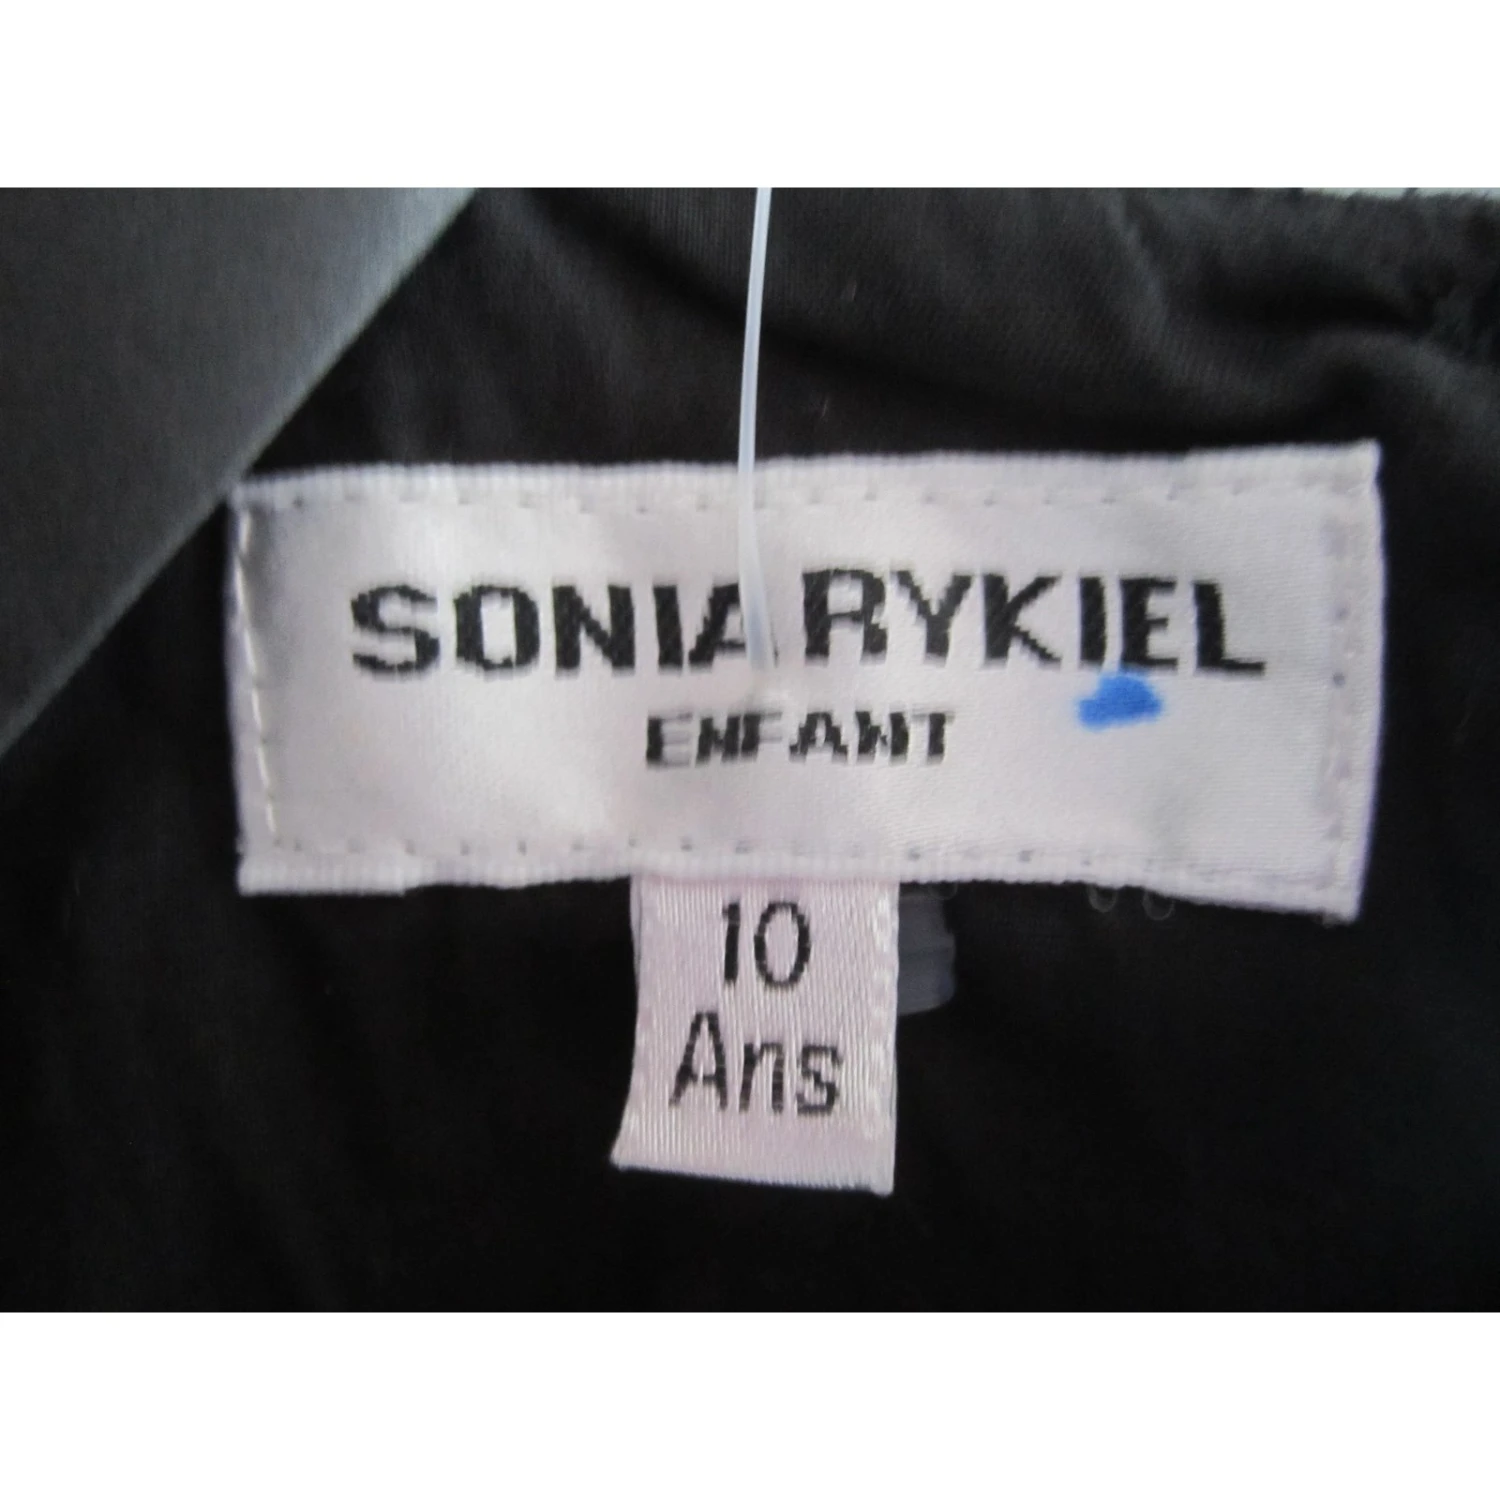 SONIA RYKIEL
ENFANT
10
Ans